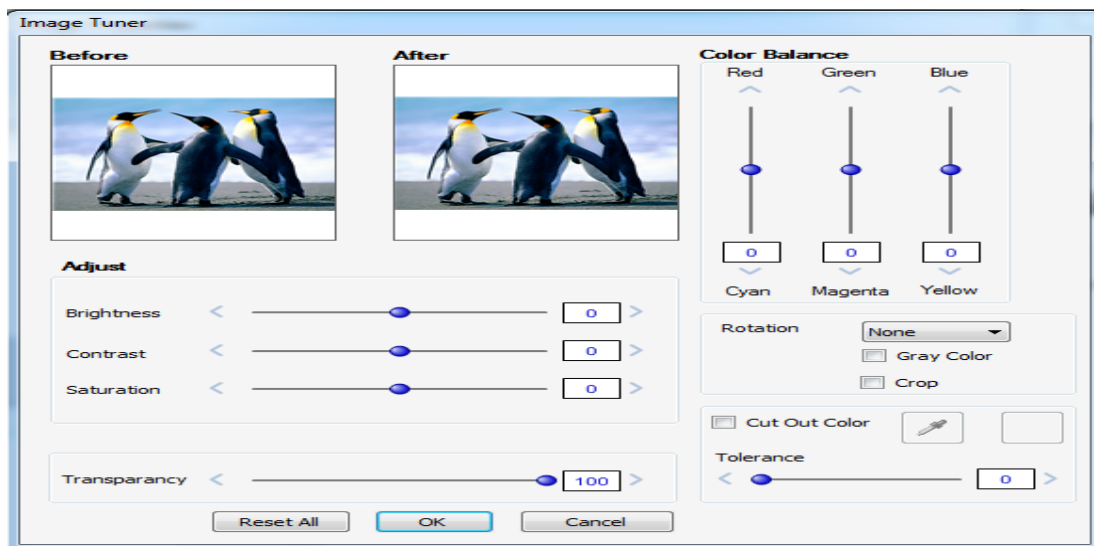 Image Tuner
Before
After
Color Balance
Red Green Blue
0 0 0
Cyan Magenta Yellow
Adjust
Brightness 0
Contrast 0
Saturation 0
Transparancy 100
Rotation None
Gray Color
Crop
Cut Out Color
Tolerance
0
Reset All OK Cancel